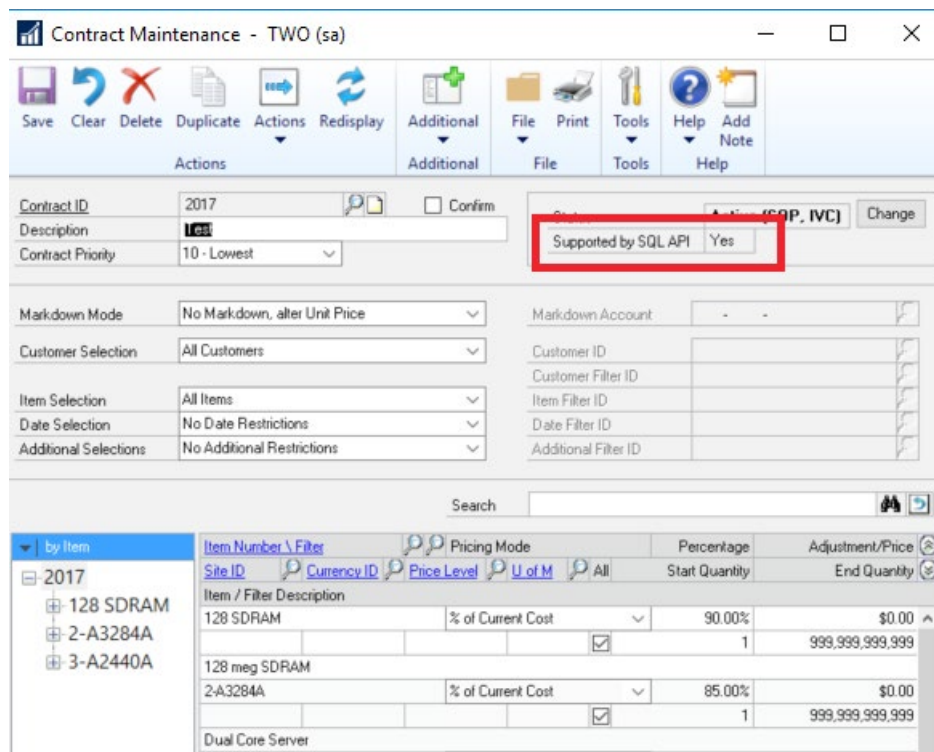 Contract Maintenance - TWO (sa)
Save Clear Delete Duplicate Actions Redisplay Additional File Print Tools Help Add Note
Actions Additional File Tools Help
Contract ID 2017 Confirm
Active (SOP, IVC) Change
Description Test
Supported by SQL API Yes
Contract Priority 10 - Lowest
Markdown Mode No Markdown, alter Unit Price Markdown Account - -
Customer Selection All Customers Customer ID
Customer Filter ID
Item Selection All Items Item Filter ID
Date Selection No Date Restrictions Date Filter ID
Additional Selections No Additional Restrictions Additional Filter ID
Search
by Item Item Number \ Filter Pricing Mode Percentage Adjustment/Price
Site ID Currency ID Price Level U of M All Start Quantity End Quantity
2017
Item / Filter Description
128 SDRAM
128 SDRAM % of Current Cost 90.00% $0.00
2-A3284A
1 999,999,999,999
3-A2440A
128 meg SDRAM
2-A3284A % of Current Cost 85.00% $0.00
1 999,999,999,999
Dual Core Server